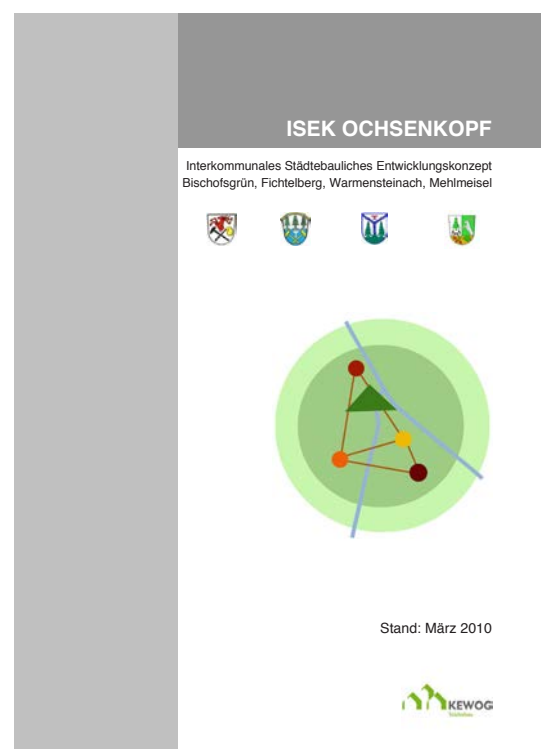 ISEK OCHSENKOPF
Interkommunales Städtebauliches Entwicklungskonzept
Bischofsgrün, Fichtelberg, Warmensteinach, Mehlmeisel
Stand: März 2010
KEWOG